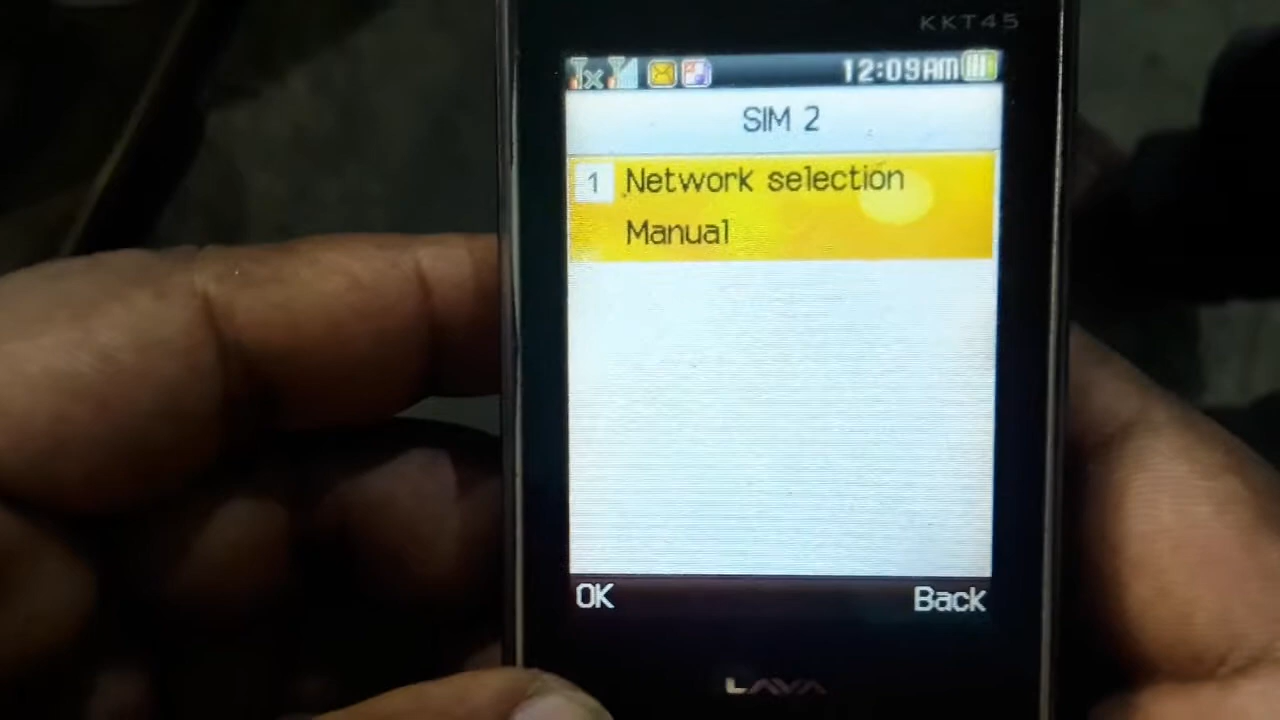 KKT45
12:09AM
SIM 2
1 Network selection
Manual
OK
Back
LAVA